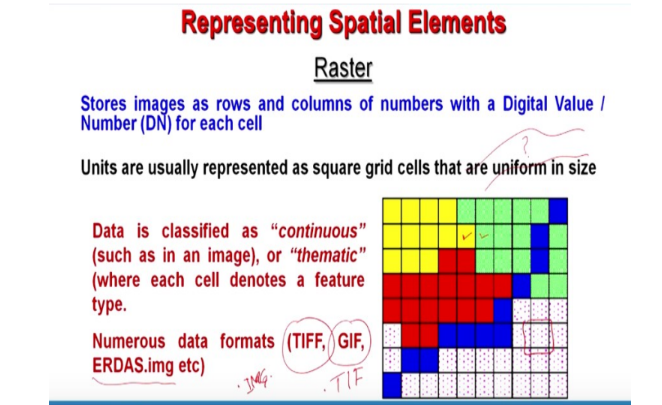 Representing Spatial Elements
Raster
Stores images as rows and columns of numbers with a Digital Value /
Number (DN) for each cell
?
Units are usually represented as square grid cells that are uniform in size
Data is classified as “continuous”
(such as in an image), or “thematic”
(where each cell denotes a feature
type.
Numerous data formats (TIFF, GIF,
ERDAS.img etc)
.IMG.
.TIF